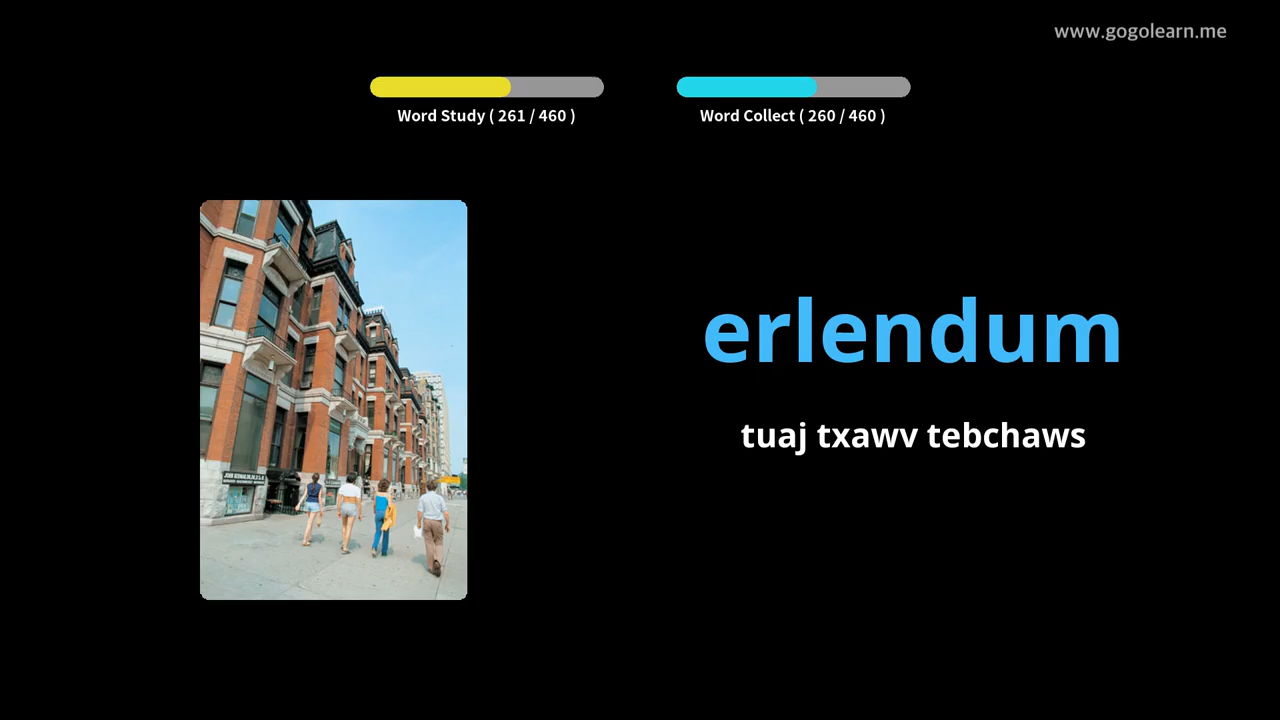 www.gogolearn.me
Word Study ( 261 / 460 )
Word Collect ( 260 / 460 )
erlendum
tuaj txawv tebchaws